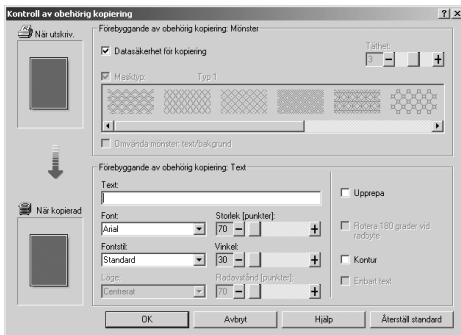 Kontroll av obehörig kopiering
När utskriv.
Förebyggande av obehörig kopiering: Mönster
Datasäkerhet för kopiering
Täthet:
3
Masktyp: Typ 1
Omvända mönster: text/bakgrund
När kopierad
Förebyggande av obehörig kopiering: Text
Text:
Upprepa
Font: Storlek [punkter]:
Arial 70
Rotera 180 grader vid
radbyte
Fontstil: Vinkel:
Standard 30
Kontur
Läge: Radavstånd [punkter]:
Centrerat 70
Enbart text
OK Avbryt Hjälp Återställ standard